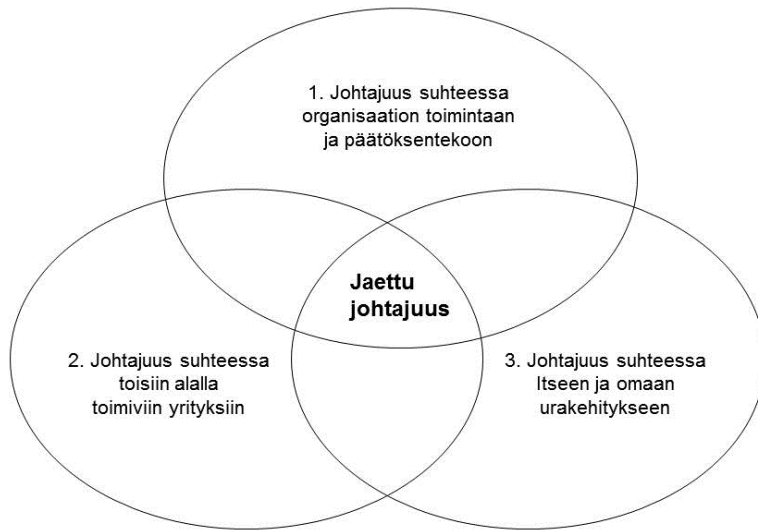 1. Johtajuus suhteessa
organisaation toimintaan
ja päätöksentekoon
Jaettu
johtajuus
2. Johtajuus suhteessa
toisiin alalla
toimiviin yrityksiin
3. Johtajuus suhteessa
Itseen ja omaan
urakehitykseen